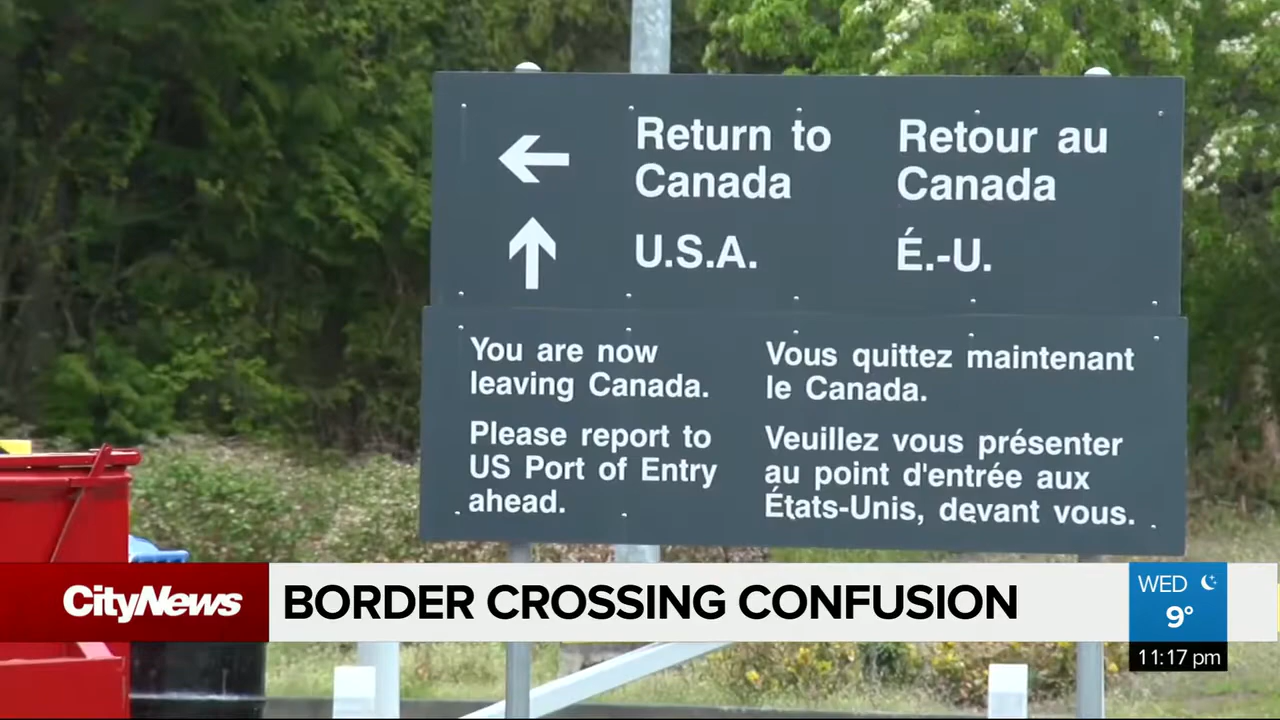 Return to
Canada
Retour au
Canada
U.S.A.
É.-U.
You are now
leaving Canada.
Please report to
US Port of Entry
ahead.
Vous quittez maintenant
le Canada.
Veuillez vous présenter
au point d'entrée aux
États-Unis, devant vous.
CityNews
BORDER CROSSING CONFUSION
WED
9°
11:17 pm